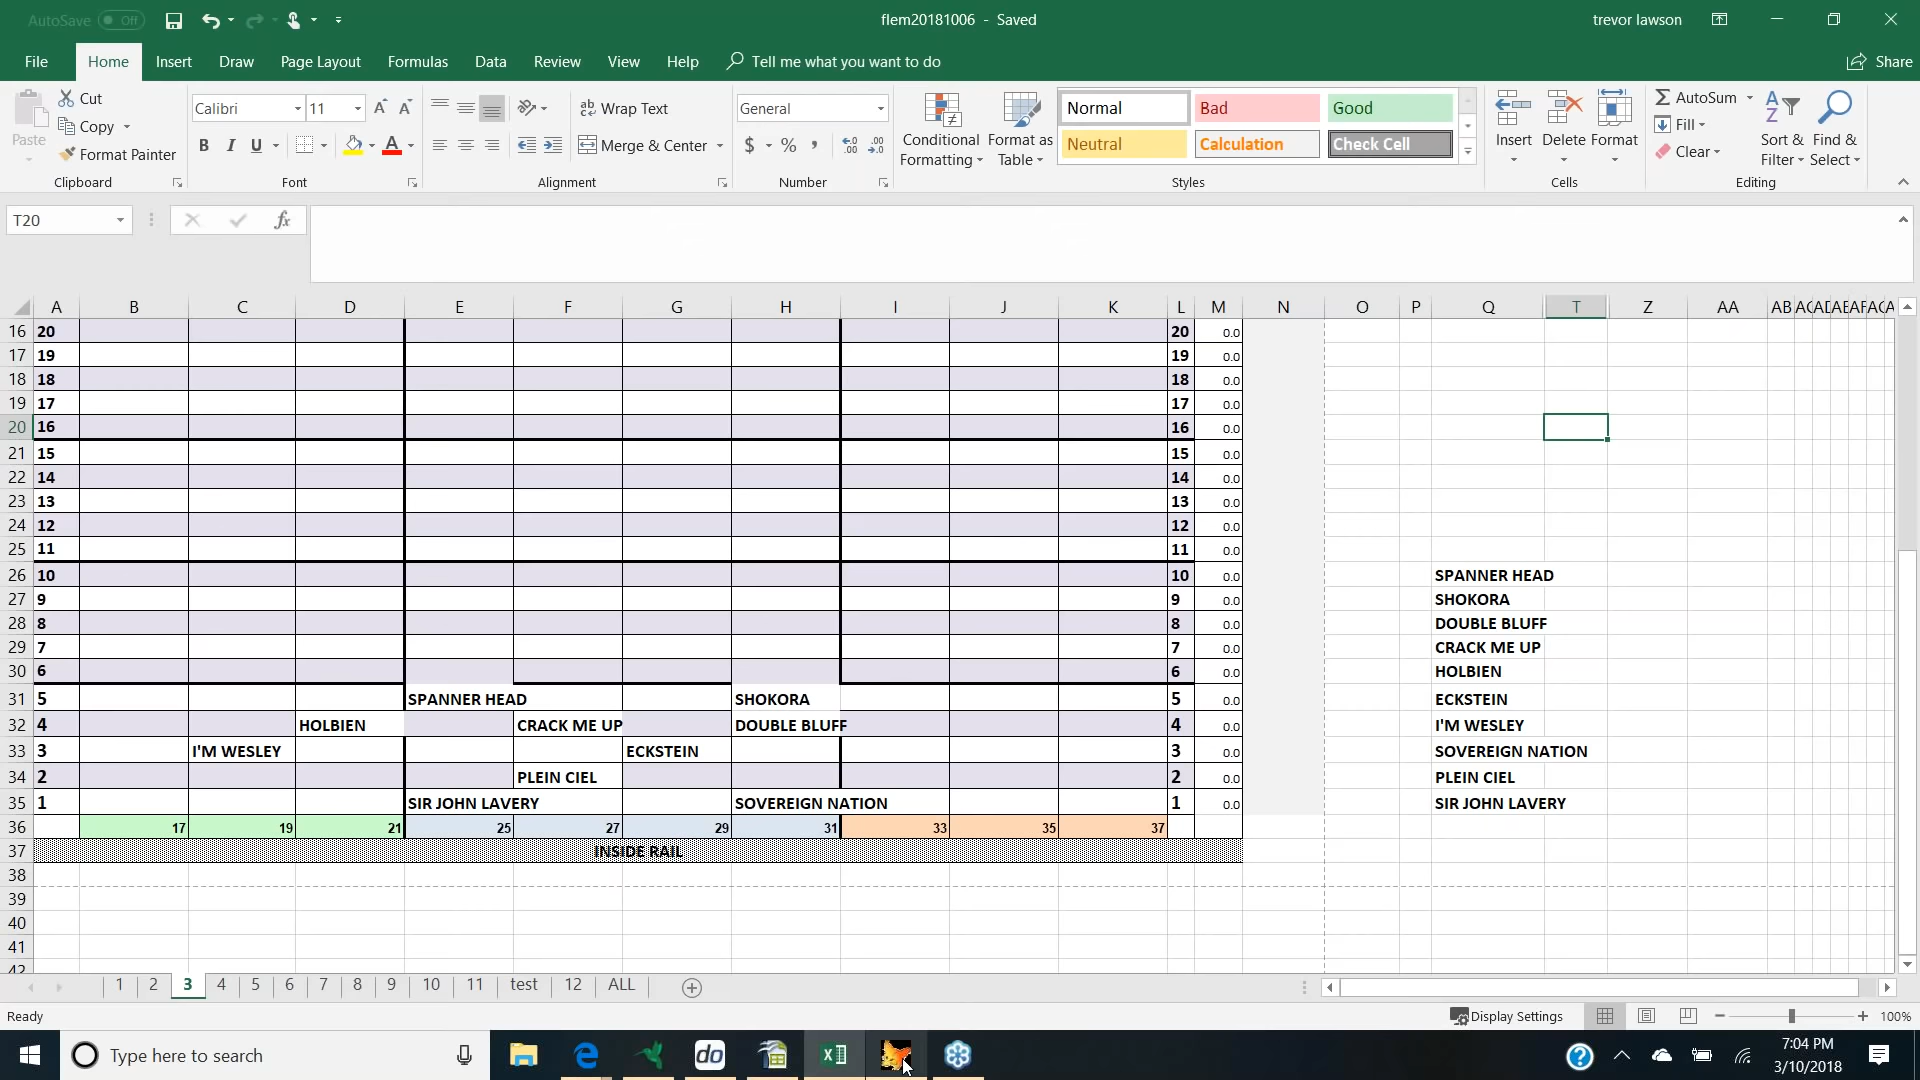 AutoSave Off
flem20181006 - Saved
trevor lawson
File Home Insert Draw Page Layout Formulas Data Review View Help Tell me what you want to do Share
Paste
Cut
Copy
Format Painter
Clipboard
Calibri 11
B I U
Font
Wrap Text
Merge & Center
Alignment
General
$ % ,
Number
Conditional Formatting
Format as Table
Normal Bad Good
Neutral Calculation Check Cell
Styles
Insert Delete Format
Cells
AutoSum
Fill
Clear
Sort & Filter
Find & Select
Editing
T20 fx
A B C D E F G H I J K L M N O P Q T Z AA AB
16 20 20 0.0
17 19 19 0.0
18 18 18 0.0
19 17 17 0.0
20 16 16 0.0
21 15 15 0.0
22 14 14 0.0
23 13 13 0.0
24 12 12 0.0
25 11 11 0.0
26 10 10 0.0 SPANNER HEAD
27 9 9 0.0 SHOKORA
28 8 8 0.0 DOUBLE BLUFF
29 7 7 0.0 CRACK ME UP
30 6 6 0.0 HOLBIEN
31 5 SPANNER HEAD SHOKORA 5 0.0 ECKSTEIN
32 4 HOLBIEN CRACK ME UP DOUBLE BLUFF 4 0.0 I'M WESLEY
33 3 I'M WESLEY ECKSTEIN 3 0.0 SOVEREIGN NATION
34 2 PLEIN CIEL 2 0.0 PLEIN CIEL
35 1 SIR JOHN LAVERY SOVEREIGN NATION 1 0.0 SIR JOHN LAVERY
36 17 19 21 25 27 29 31 33 35 37
37 INSIDE RAIL
38
39
40
41
42
1 2 3 4 5 6 7 8 9 10 11 test 12 ALL
Ready
Display Settings
100%
Type here to search
do
7:04 PM
3/10/2018